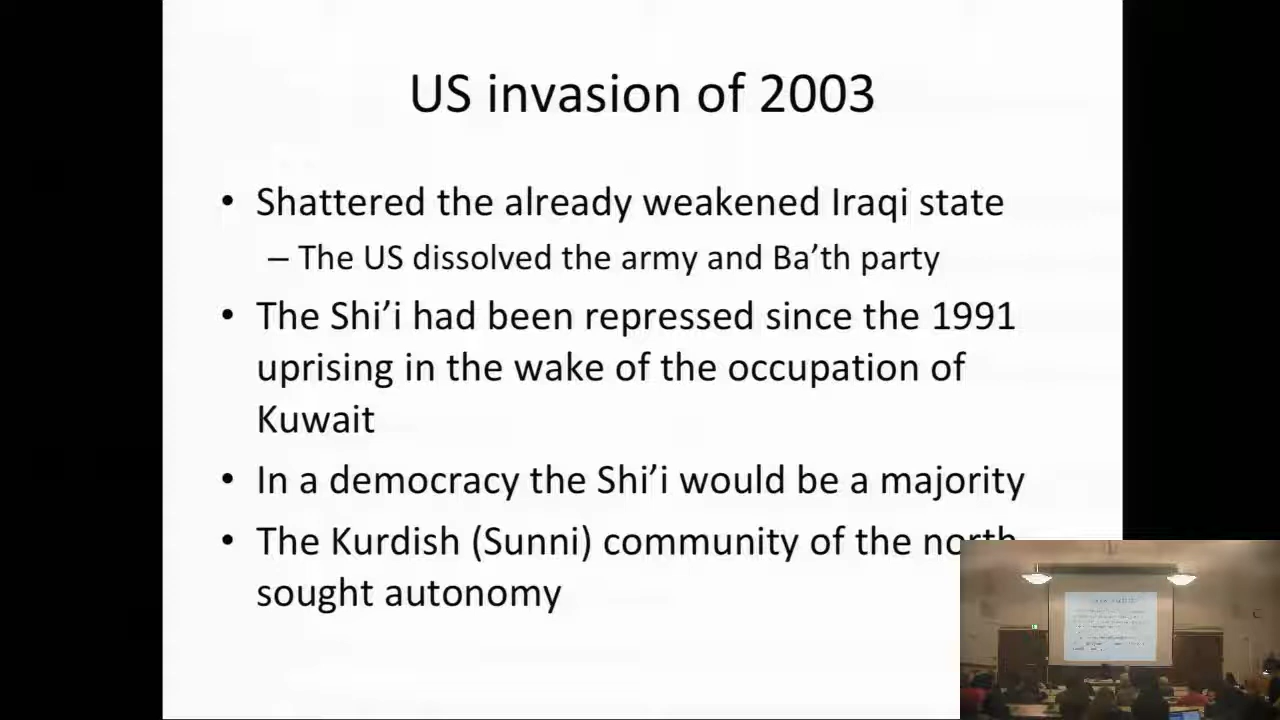 US invasion of 2003
• Shattered the already weakened Iraqi state
– The US dissolved the army and Ba’th party
• The Shi’i had been repressed since the 1991
uprising in the wake of the occupation of
Kuwait
• In a democracy the Shi’i would be a majority
• The Kurdish (Sunni) community of the north
sought autonomy